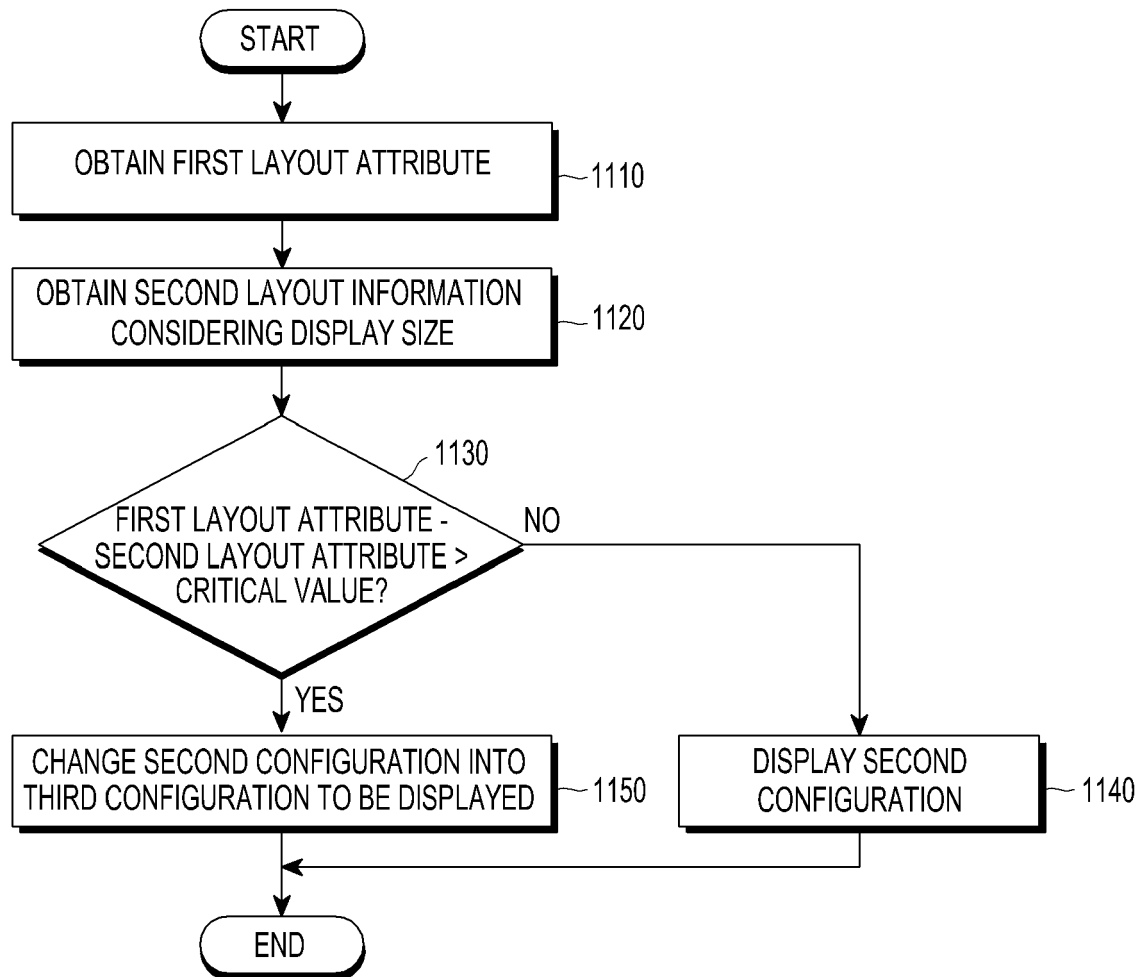 START
OBTAIN FIRST LAYOUT ATTRIBUTE
1110
OBTAIN SECOND LAYOUT INFORMATION
CONSIDERING DISPLAY SIZE
1120
1130
FIRST LAYOUT ATTRIBUTE -
SECOND LAYOUT ATTRIBUTE >
CRITICAL VALUE?
NO
YES
CHANGE SECOND CONFIGURATION INTO
THIRD CONFIGURATION TO BE DISPLAYED
1150
DISPLAY SECOND
CONFIGURATION
1140
END